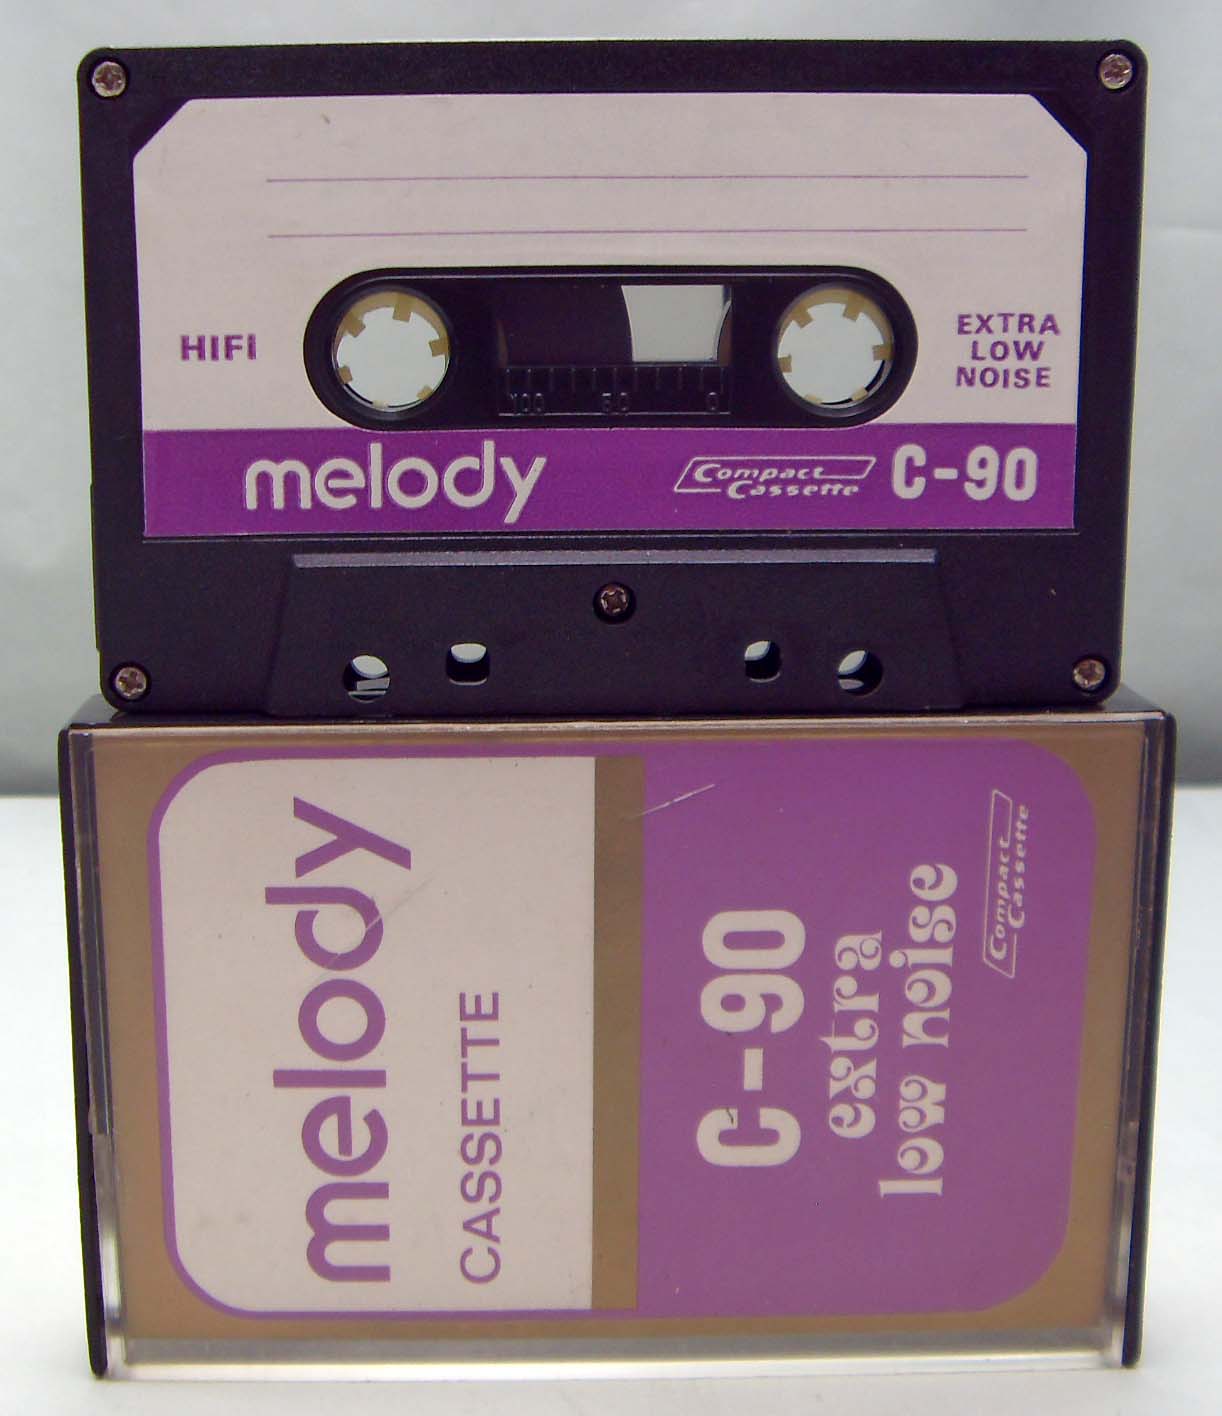 HIFI
EXTRA
LOW
NOISE
100 50 0
melody
Compact
Cassette
C-90
melody
CASSETTE
C-90
extra
low noise
Compact
Cassette